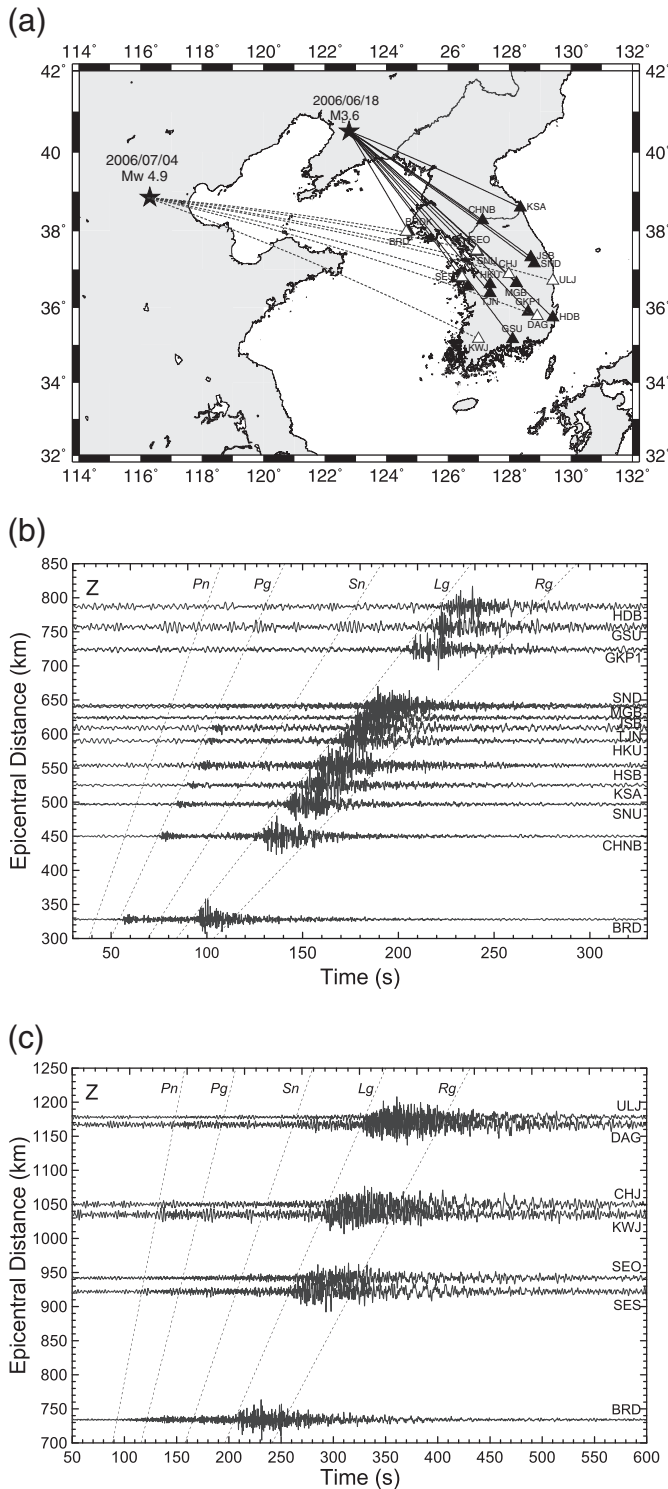 (a)
114° 116° 118° 120° 122° 124° 126° 128° 130° 132°
42° 42°
2006/06/18
M3.6
40° 40°
2006/07/04
Mw 4.9
CHNB KSA
38° 38°
BRD SEO
SNU CHJ JSB
SND
SES HKU ULJ
MGB
TJN GKP1
36° 36°
DAG HDB
KWJ GSU
34° 34°
32° 32°
114° 116° 118° 120° 122° 124° 126° 128° 130° 132°
(b)
850
Z Pn Pg Sn Lg Rg
800
HDB
750
GSU
GKP1
700
650
SND
MGB
JSB
600
TJN
HKU
550
HSB
KSA
500
SNU
450
CHNB
400
350
BRD
300
50 100 150 200 250 300
Epicentral Distance (km)
Time (s)
(c)
1250
Z Pn Pg Sn Lg Rg
1200
ULJ
1150
DAG
1100
CHJ
1050
KWJ
1000
950
SEO
SES
900
850
800
750
BRD
700
50 100 150 200 250 300 350 400 450 500 550 600
Epicentral Distance (km)
Time (s)